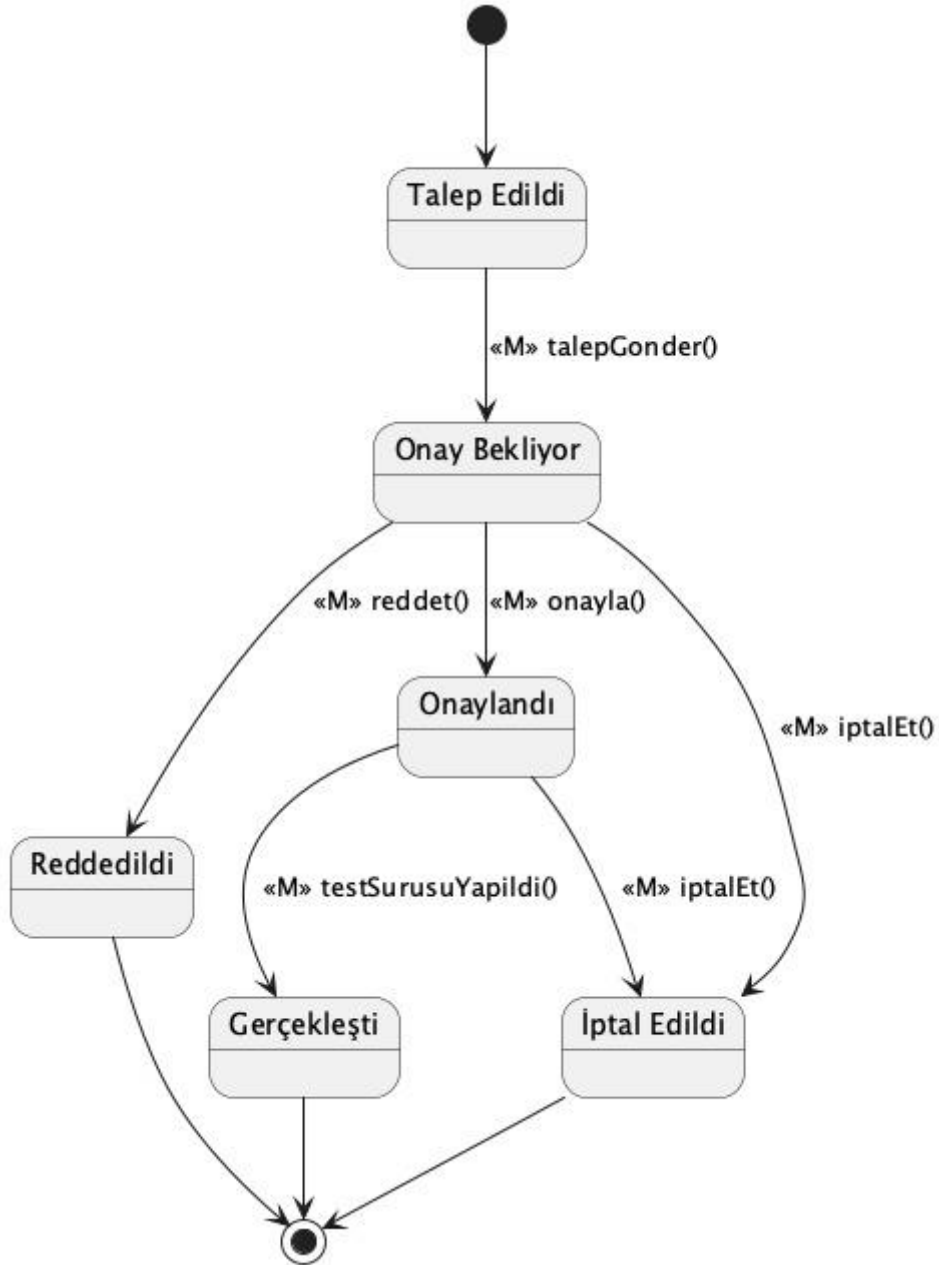 Talep Edildi
«M» talepGonder()
Onay Bekliyor
«M» reddet()
«M» onayla()
Onaylandı
«M» iptalEt()
Reddedildi
«M» testSurusuYapildi()
«M» iptalEt()
Gerçekleşti
İptal Edildi